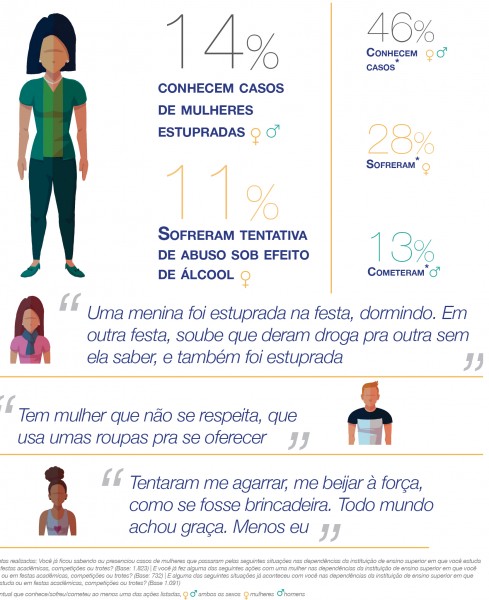 14%
CONHECEM CASOS
DE MULHERES
ESTUPRADAS
11%
SOFRERAM TENTATIVA
DE ABUSO SOB EFEITO
DE ÁLCOOL
46%
CONHECEM
CASOS*
28%
SOFRERAM*
13%
COMETERAM*
“ Uma menina foi estuprada na festa, dormindo. Em
outra festa, soube que deram droga pra outra sem
ela saber, e também foi estuprada ”
“ Tem mulher que não se respeita, que
usa umas roupas pra se oferecer ”
“ Tentaram me agarrar, me beijar à força,
como se fosse brincadeira. Todo mundo
achou graça. Menos eu ”
realizadas: Você já ficou sabendo ou presenciou casos de mulheres que passaram pelas seguintes situações nas dependências da instituição de ensino superior em que você estuda ou
festas acadêmicas, competições ou trotes? (Base: 1.823) | E você já fez alguma das seguintes ações com uma mulher nas dependências da instituição de ensino superior em que você
ou em festas acadêmicas, competições ou trotes? (Base: 732) | E alguma das seguintes situações já aconteceu com você nas dependências da instituição de ensino superior em que você
estuda ou em festas acadêmicas, competições ou trotes? (Base 1.091)
que conhece/sofreu/cometeu ao menos uma das ações listadas, ♀♂ ambos os sexos ♀ mulheres ♂ homens